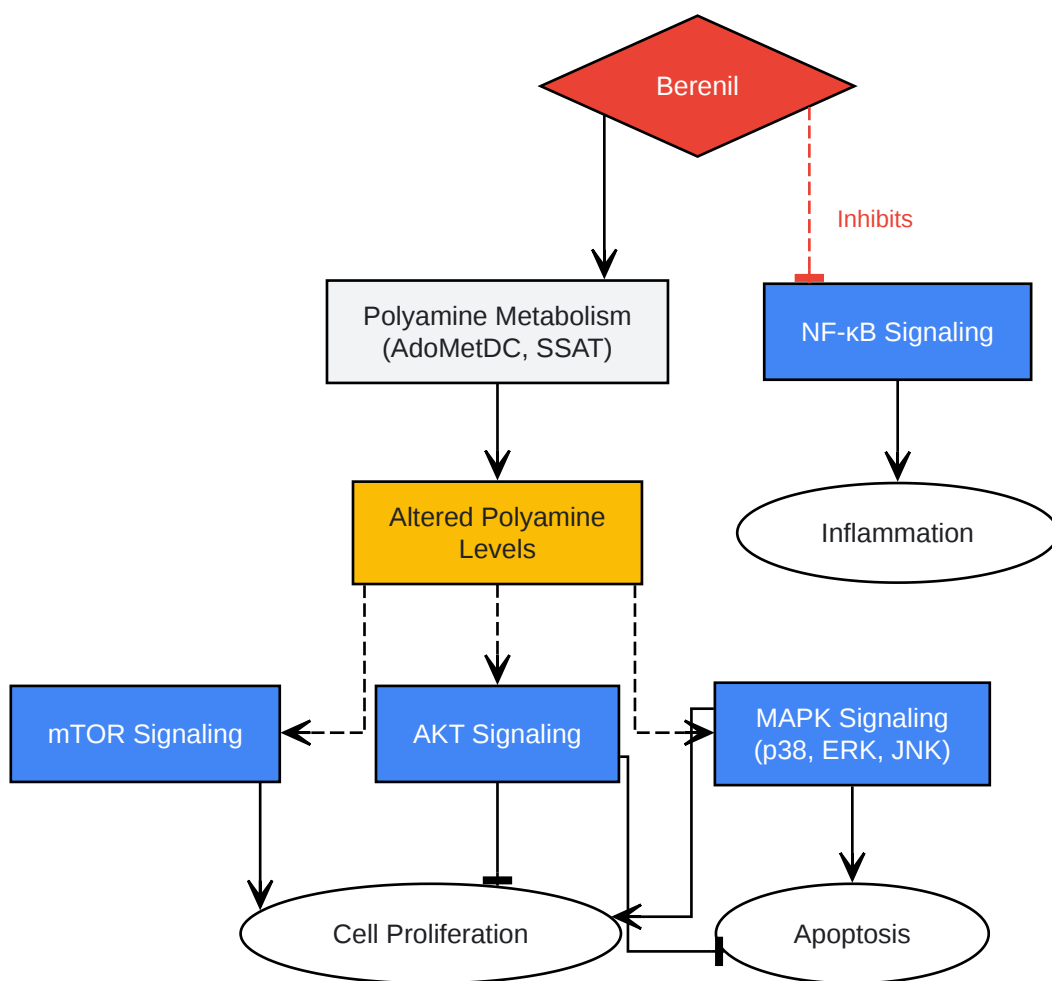 Berenil
Inhibits
Polyamine Metabolism
(AdoMetDC, SSAT)
NF-κB Signaling
Altered Polyamine
Levels
Inflammation
mTOR Signaling
AKT Signaling
MAPK Signaling
(p38, ERK, JNK)
Cell Proliferation
Apoptosis